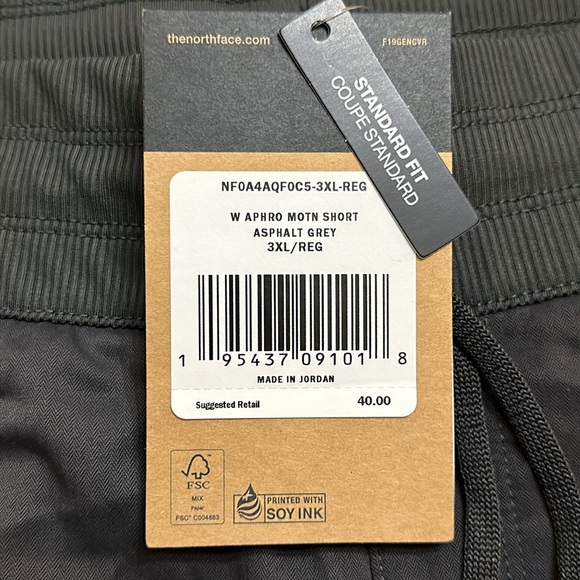 thenorthface.com
F19GENCVR
STANDARD FIT
COUPE STANDARD
NF0A4AQF0C5-3XL-REG
W APHRO MOTN SHORT
ASPHALT GREY
3XL/REG
1 95437 09101 8
MADE IN JORDAN
Suggested Retail 40.00
FSC
MIX
Paper
FSC™ C004683
PRINTED WITH
SOY INK